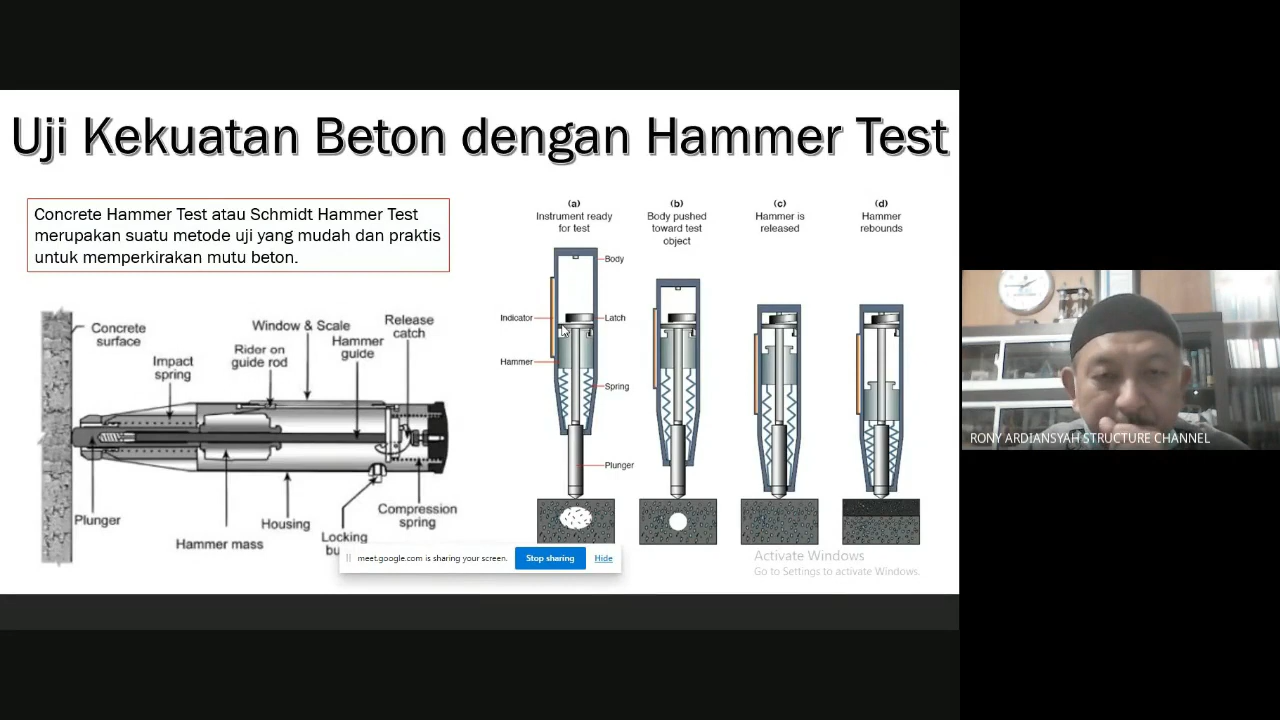 Uji Kekuatan Beton dengan Hammer Test
Concrete Hammer Test atau Schmidt Hammer Test
merupakan suatu metode uji yang mudah dan praktis
untuk memperkirakan mutu beton.
Concrete
surface
Impact
spring
Rider on
guide rod
Window & Scale
Hammer
guide
Release
catch
Plunger
Hammer mass
Housing
Locking
bu
Compression
spring
(a)
Instrument ready
for test
(b)
Body pushed
toward test
object
(c)
Hammer is
released
(d)
Hammer
rebounds
Body
Indicator
Latch
Hammer
Spring
Plunger
meet.google.com is sharing your screen.
Stop sharing
Hide
Activate Windows
Go to Settings to activate Windows.
RONY ARDIANSYAH STRUCTURE CHANNEL